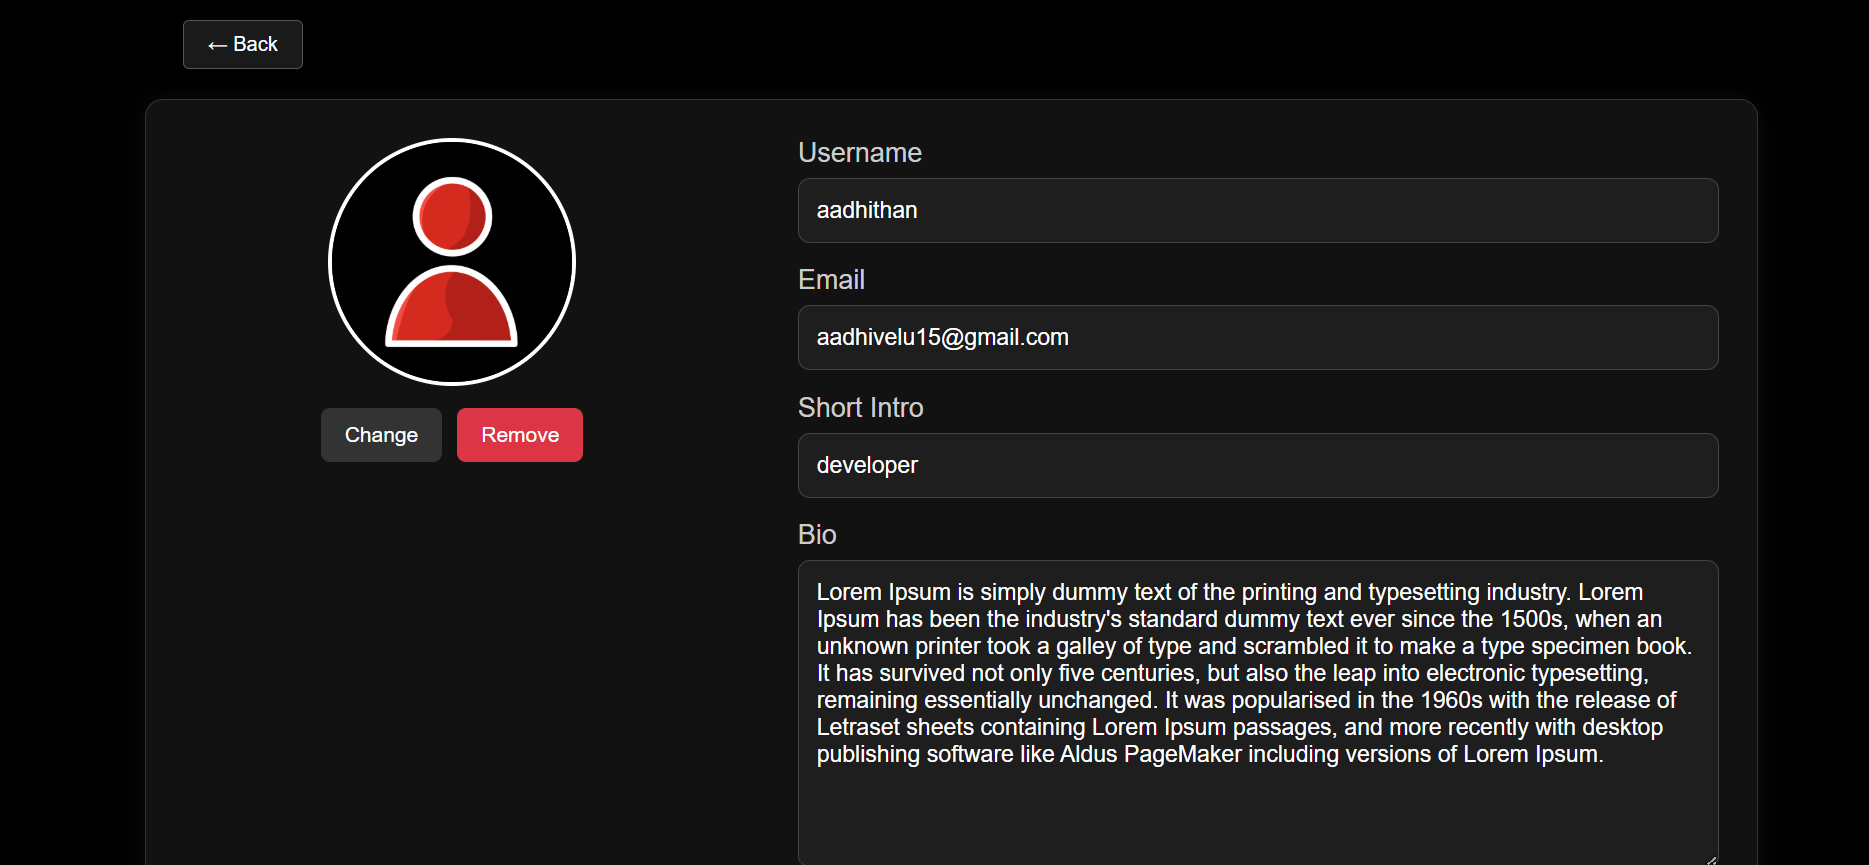 ← Back
Username
aadhithan
Email
aadhivelu15@gmail.com
Change
Remove
Short Intro
developer
Bio
Lorem Ipsum is simply dummy text of the printing and typesetting industry. Lorem
Ipsum has been the industry's standard dummy text ever since the 1500s, when an
unknown printer took a galley of type and scrambled it to make a type specimen book.
It has survived not only five centuries, but also the leap into electronic typesetting,
remaining essentially unchanged. It was popularised in the 1960s with the release of
Letraset sheets containing Lorem Ipsum passages, and more recently with desktop
publishing software like Aldus PageMaker including versions of Lorem Ipsum.